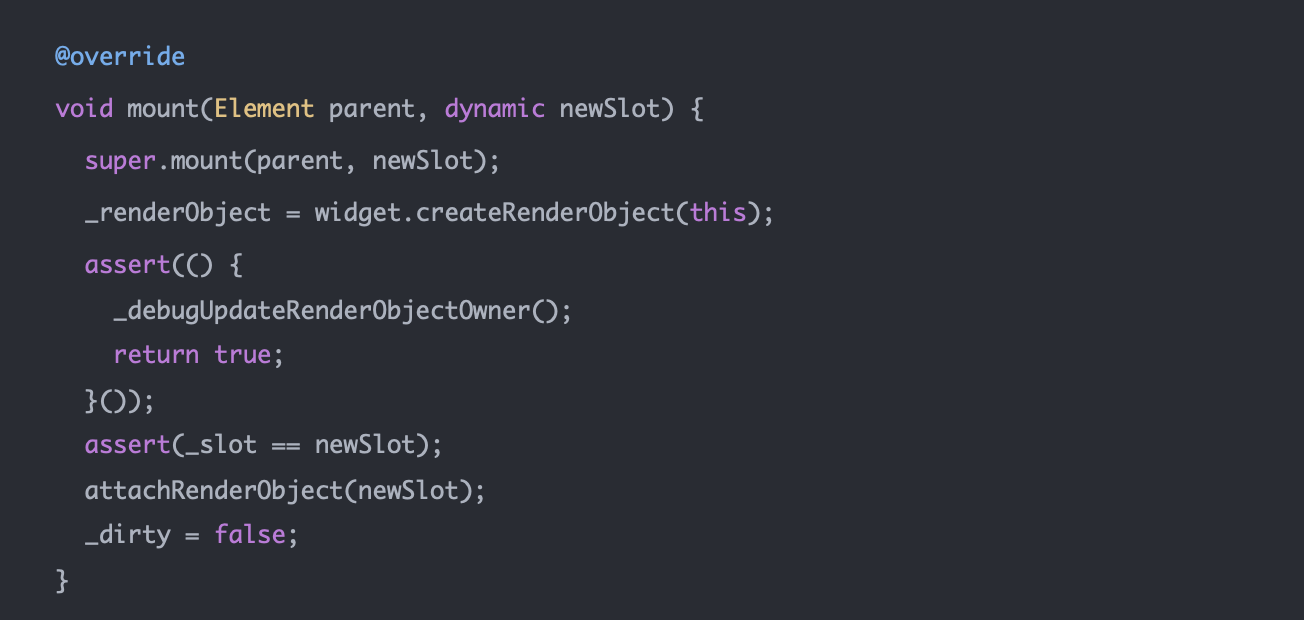 @override
void mount(Element parent, dynamic newSlot) {
  super.mount(parent, newSlot);
  _renderObject = widget.createRenderObject(this);
  assert(() {
    _debugUpdateRenderObjectOwner();
    return true;
  }());
  assert(_slot == newSlot);
  attachRenderObject(newSlot);
  _dirty = false;
}